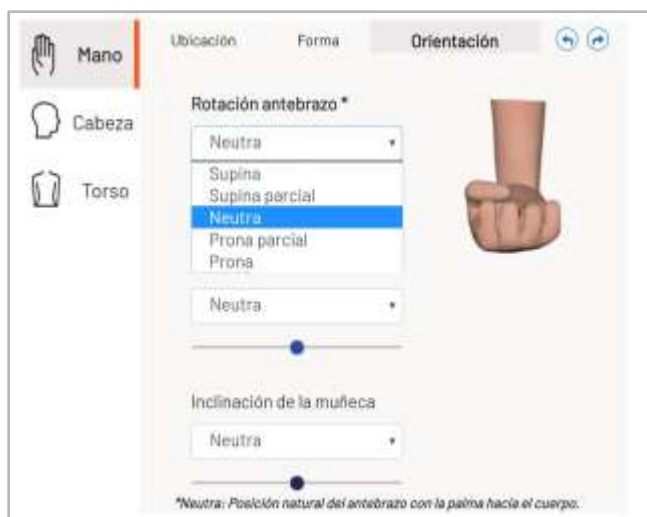 Mano
Cabeza
Torso
Ubicación Forma Orientación
Rotación antebrazo *
Neutra
Supina
Supina parcial
Neutra
Prona parcial
Prona
Neutra
Inclinación de la muñeca
Neutra
*Neutra: Posición natural del antebrazo con la palma hacia el cuerpo.